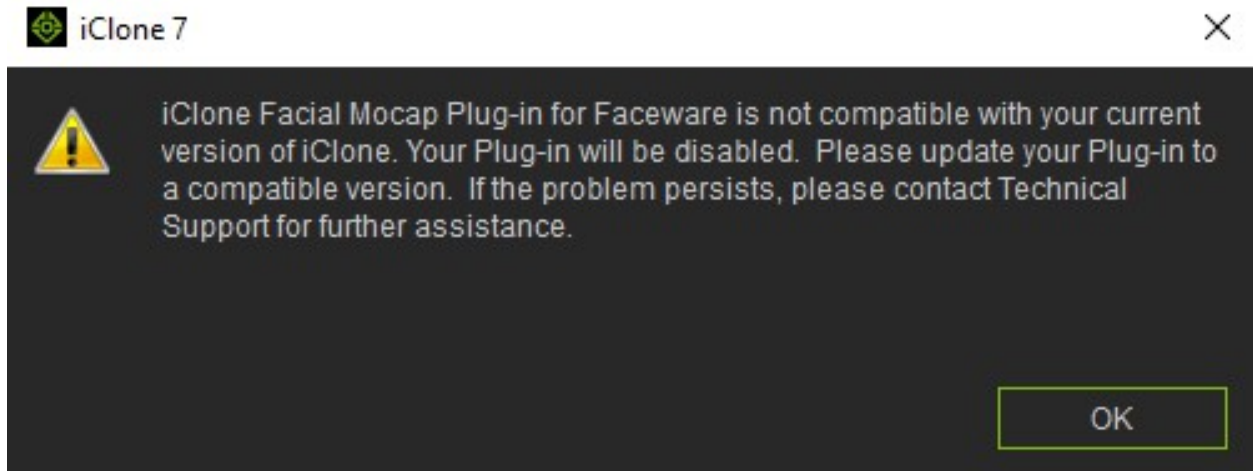 iClone 7
iClone Facial Mocap Plug-in for Faceware is not compatible with your current
version of iClone. Your Plug-in will be disabled.  Please update your Plug-in to
a compatible version.  If the problem persists, please contact Technical
Support for further assistance.
OK